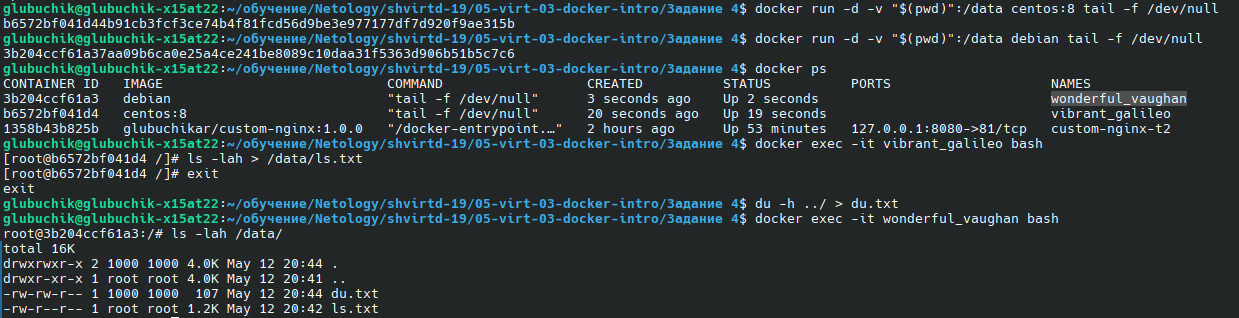 glubuchik@glubuchik-x15at22:~/обучение/Netology/shvirtd-19/05-virt-03-docker-intro/Задание 4$ docker run -d -v "$(pwd)":/data centos:8 tail -f /dev/null
b6572bf041d44b91cb3fcf3ce74b4f81fcd56d9be3e977177df7d920f9ae315b
glubuchik@glubuchik-x15at22:~/обучение/Netology/shvirtd-19/05-virt-03-docker-intro/Задание 4$ docker run -d -v "$(pwd)":/data debian tail -f /dev/null
3b204ccf61a37aa09b6ca0e25a4ce241be8089c10daa31f5363d906b51b5c7c6
glubuchik@glubuchik-x15at22:~/обучение/Netology/shvirtd-19/05-virt-03-docker-intro/Задание 4$ docker ps
CONTAINER ID   IMAGE                            COMMAND                  CREATED          STATUS          PORTS                    NAMES
3b204ccf61a3   debian                           "tail -f /dev/null"      3 seconds ago    Up 2 seconds                             wonderful_vaughan
b6572bf041d4   centos:8                         "tail -f /dev/null"      20 seconds ago   Up 19 seconds                            vibrant_galileo
1358b43b825b   glubuchikar/custom-nginx:1.0.0   "/docker-entrypoint.…"   2 hours ago      Up 53 minutes   127.0.0.1:8080->81/tcp   custom-nginx-t2
glubuchik@glubuchik-x15at22:~/обучение/Netology/shvirtd-19/05-virt-03-docker-intro/Задание 4$ docker exec -it vibrant_galileo bash
[root@b6572bf041d4 /]# ls -lah > /data/ls.txt
[root@b6572bf041d4 /]# exit
exit
glubuchik@glubuchik-x15at22:~/обучение/Netology/shvirtd-19/05-virt-03-docker-intro/Задание 4$ du -h ../ > du.txt
glubuchik@glubuchik-x15at22:~/обучение/Netology/shvirtd-19/05-virt-03-docker-intro/Задание 4$ docker exec -it wonderful_vaughan bash
root@3b204ccf61a3:/# ls -lah /data/
total 16K
drwxrwxr-x 2 1000 1000 4.0K May 12 20:44 .
drwxr-xr-x 1 root root 4.0K May 12 20:41 ..
-rw-rw-r-- 1 1000 1000  107 May 12 20:44 du.txt
-rw-r--r-- 1 root root 1.2K May 12 20:42 ls.txt